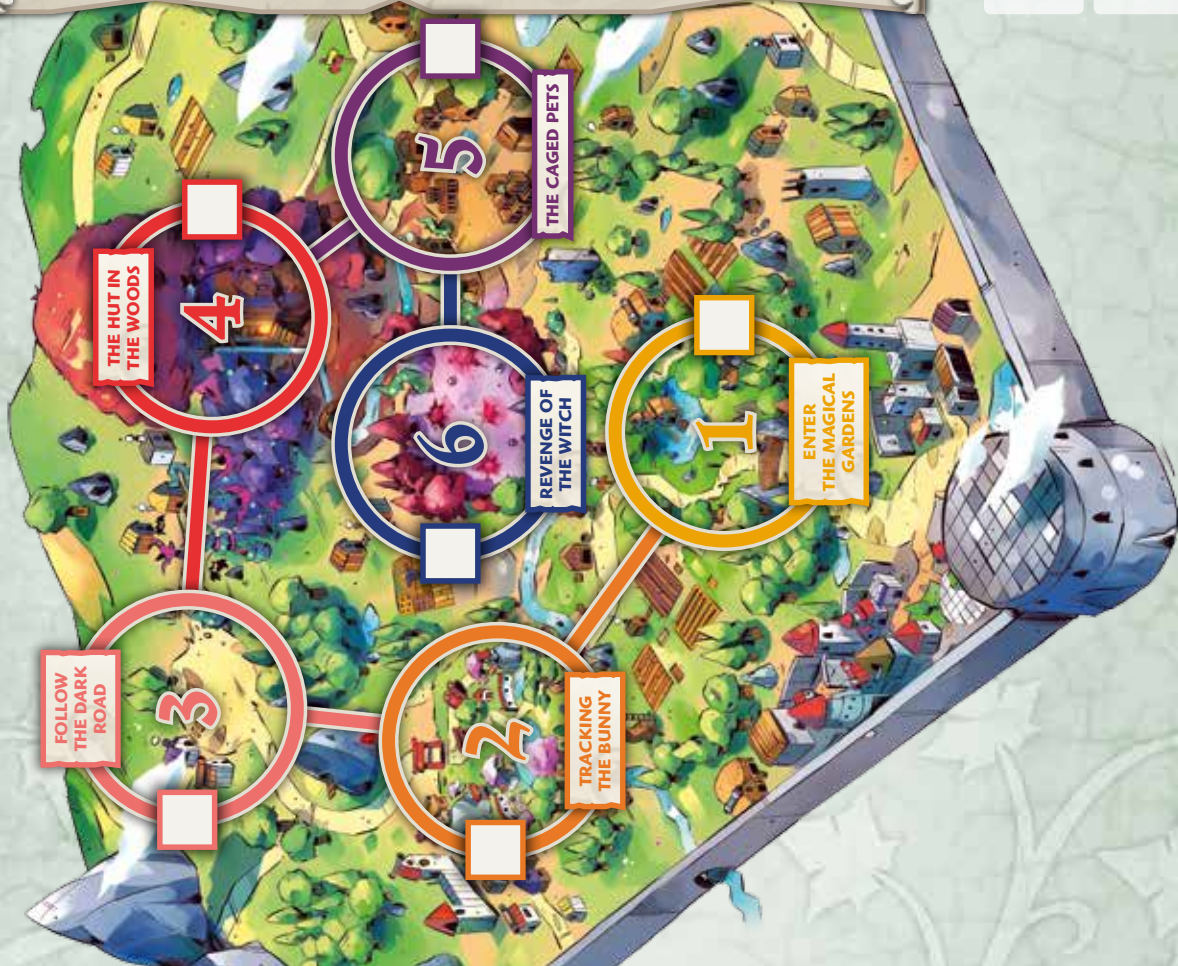 1
ENTER
THE MAGICAL
GARDENS
2
TRACKING
THE BUNNY
3
FOLLOW
THE DARK
ROAD
4
THE HUT IN
THE WOODS
5
THE CAGED PETS
6
REVENGE OF
THE WITCH